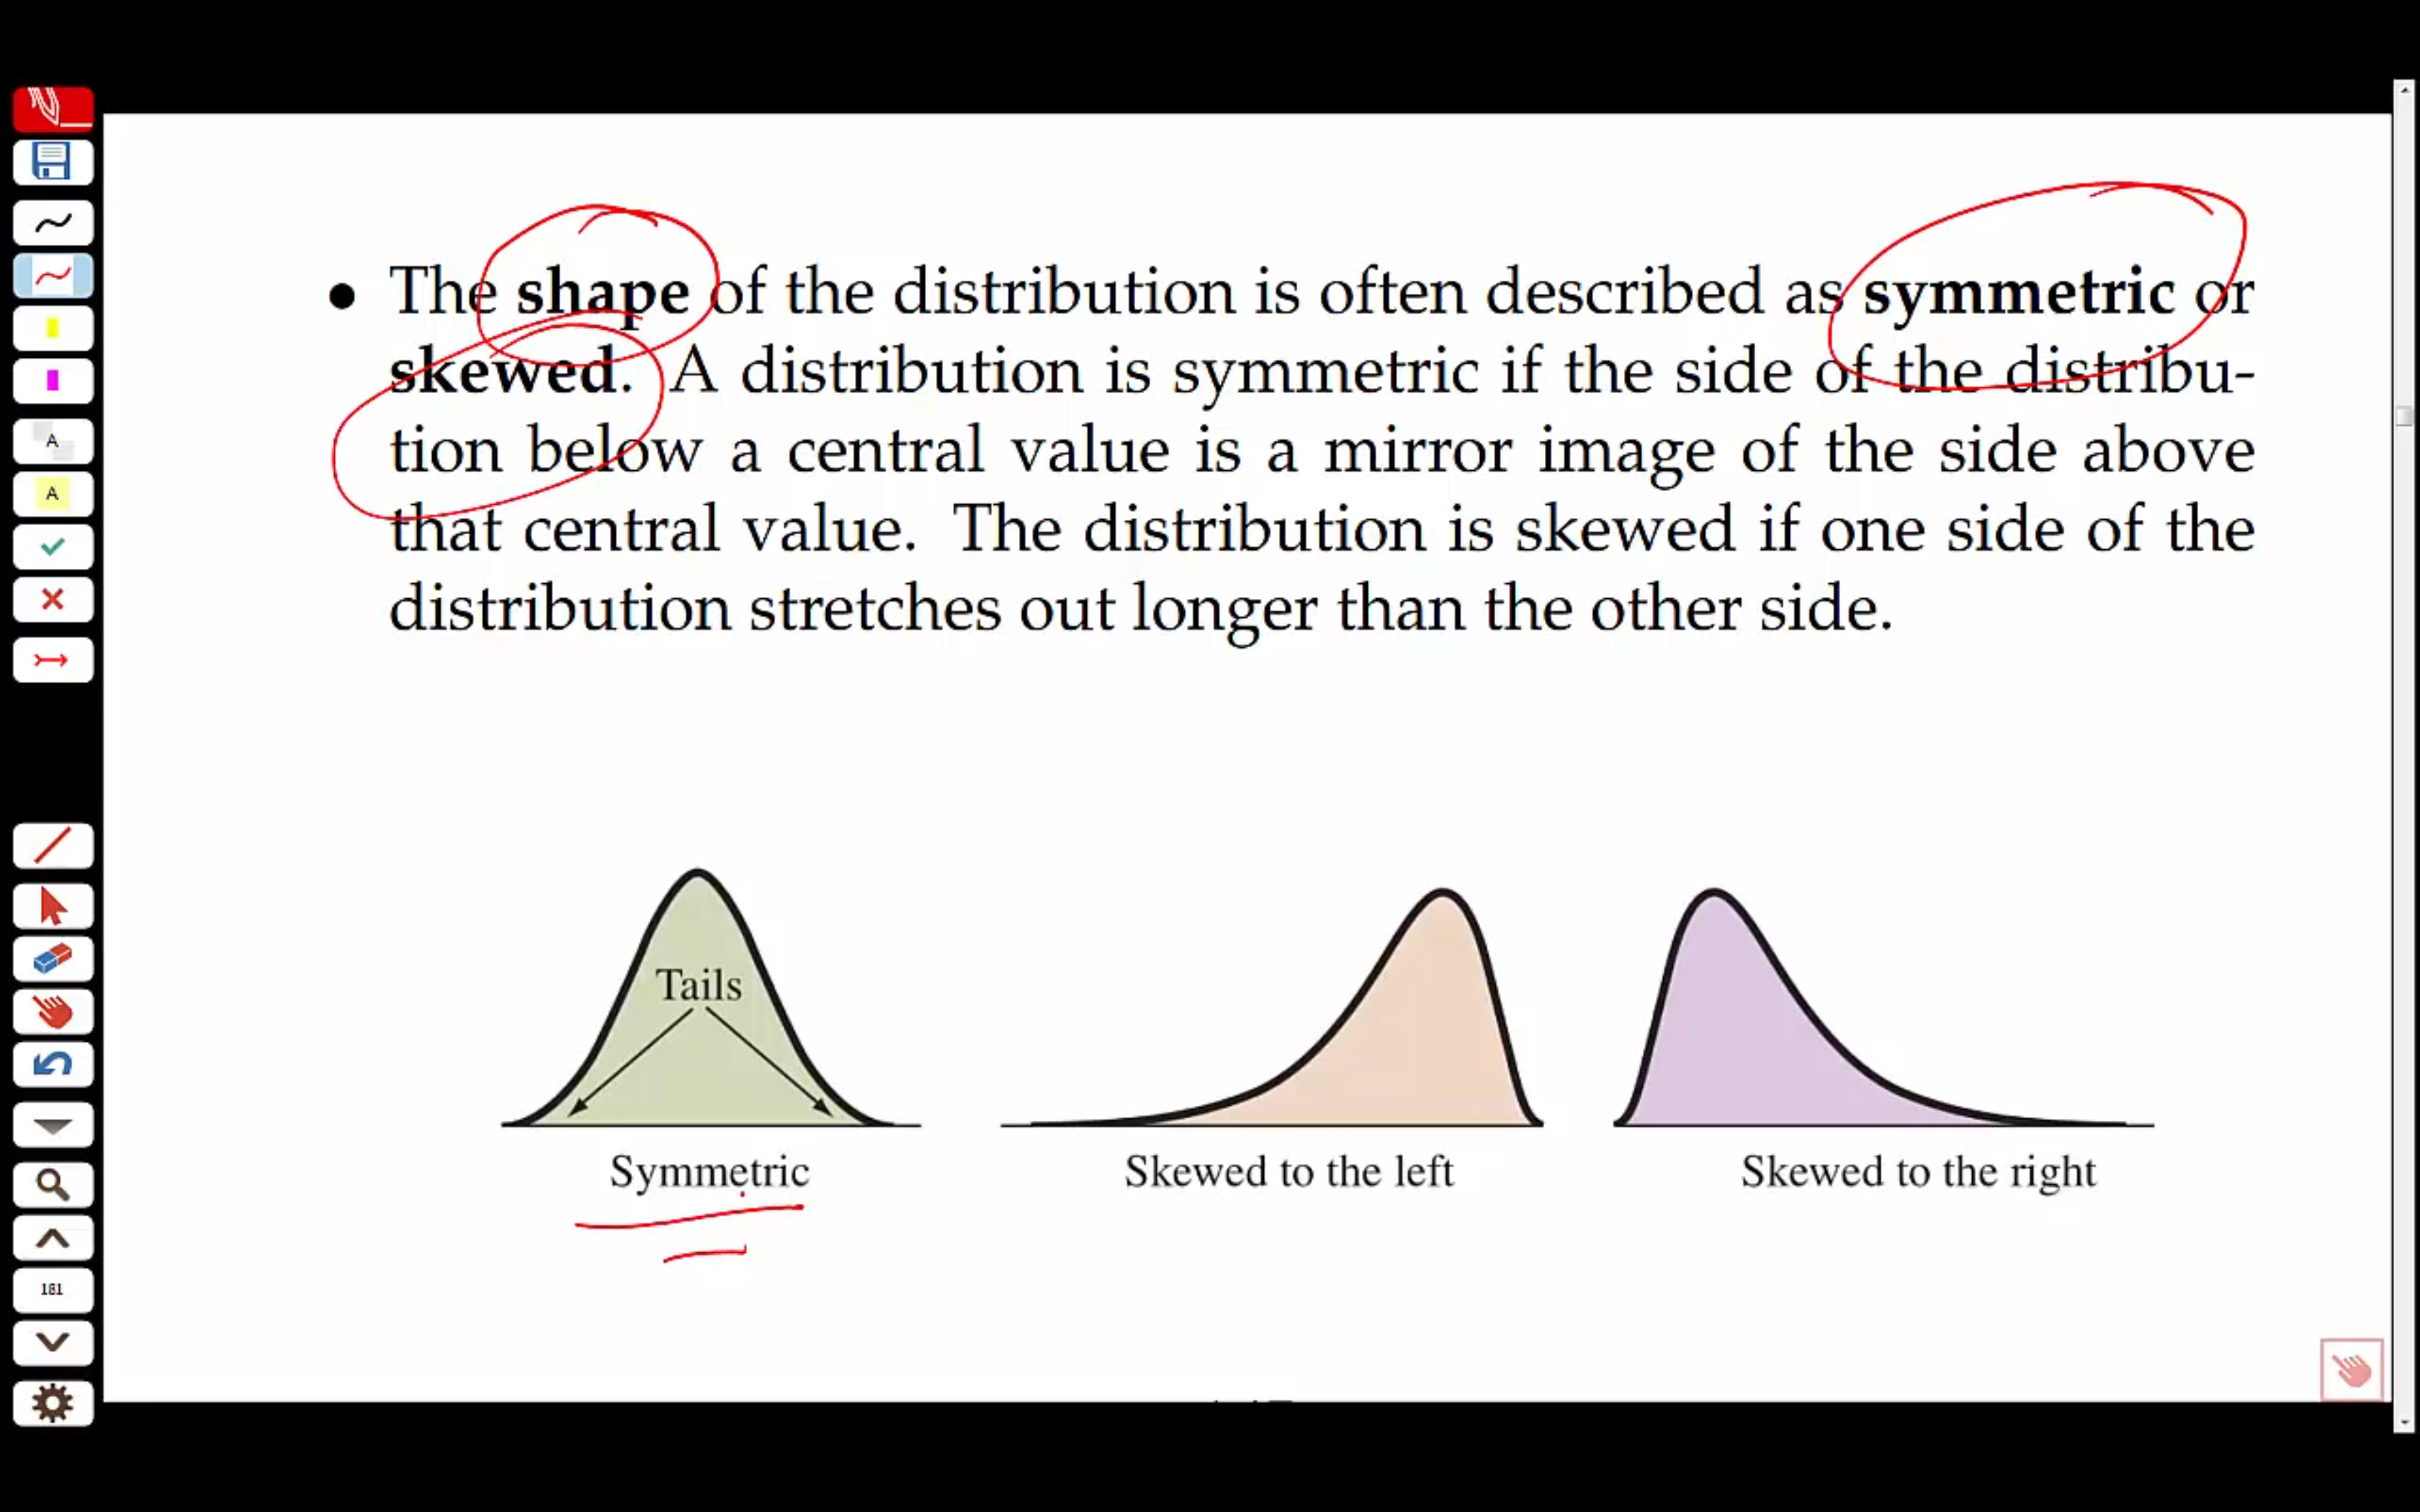 • The shape of the distribution is often described as symmetric or
skewed. A distribution is symmetric if the side of the distribu-
tion below a central value is a mirror image of the side above
that central value. The distribution is skewed if one side of the
distribution stretches out longer than the other side.
Tails
Symmetric
Skewed to the left
Skewed to the right
A
A
181